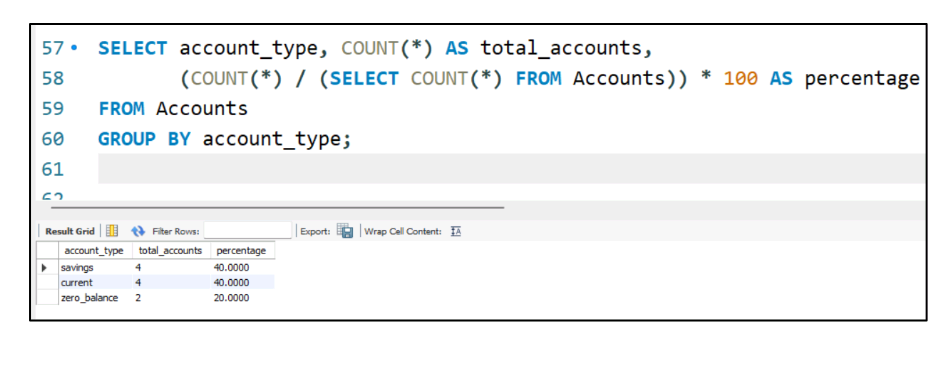 57 SELECT account_type, COUNT(*) AS total_accounts,
58 (COUNT(*) / (SELECT COUNT(*) FROM Accounts)) * 100 AS percentage
59 FROM Accounts
60 GROUP BY account_type;
61
62
Result Grid Filter Rows: Export: Wrap Cell Content: IA
account_type total_accounts percentage
savings 4 40.0000
current 4 40.0000
zero_balance 2 20.0000